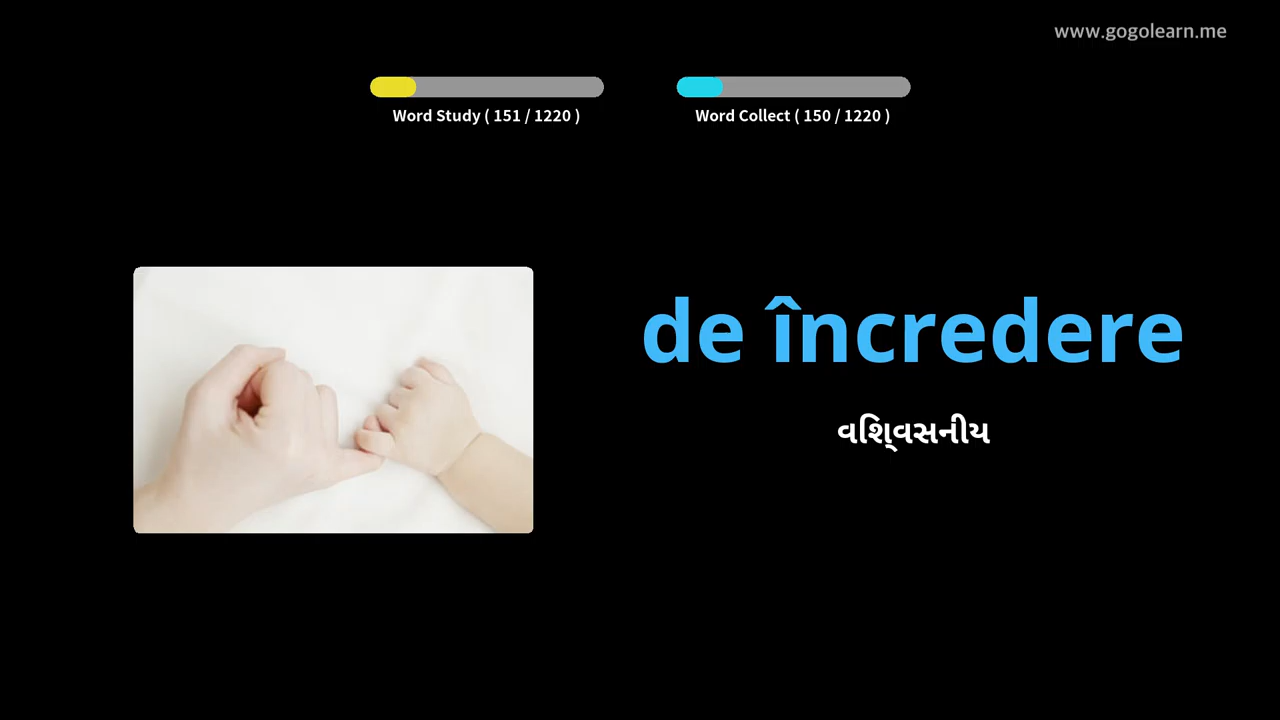 www.gogolearn.me
Word Study ( 151 / 1220 )
Word Collect ( 150 / 1220 )
de încredere
વિશ્વસનીય